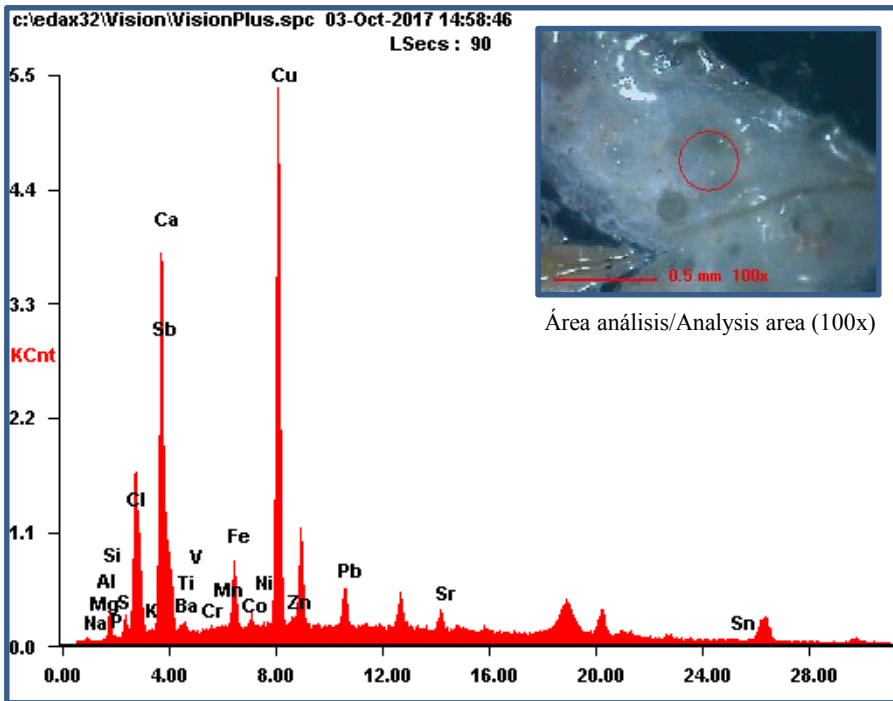 c:\edax32\Vision\VisionPlus.spc 03-Oct-2017 14:58:46
LSecs : 90
5.5
4.4
3.3
KCnt
2.2
1.1
0.0
Cu
Ca
Sb
Cl
Si
Al
Mg
S
Na
P
K
V
Ti
Ba
Cr
Fe
Mn
Co
Ni
Zn
Pb
Sr
Sn
0.00 4.00 8.00 12.00 16.00 20.00 24.00 28.00
0.5 mm 100x
Área análisis/Analysis area (100x)